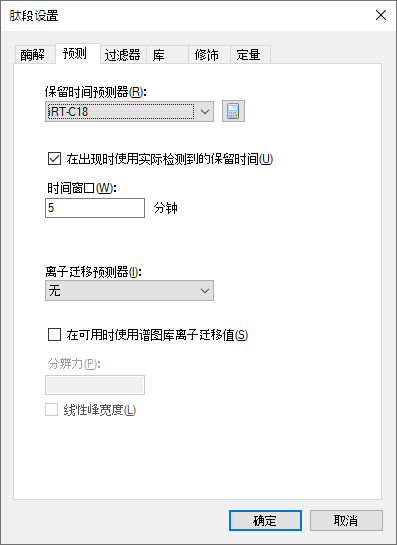 肽段设置
酶解 预测 过滤器 库 修饰 定量
保留时间预测器(R):
iRT-C18
在出现时使用实际检测到的保留时间(U)
时间窗口(W):
5 分钟
离子迁移预测器(I):
无
在可用时使用谱图库离子迁移值(S)
分辨力(P):
线性峰宽度(L)
确定 取消